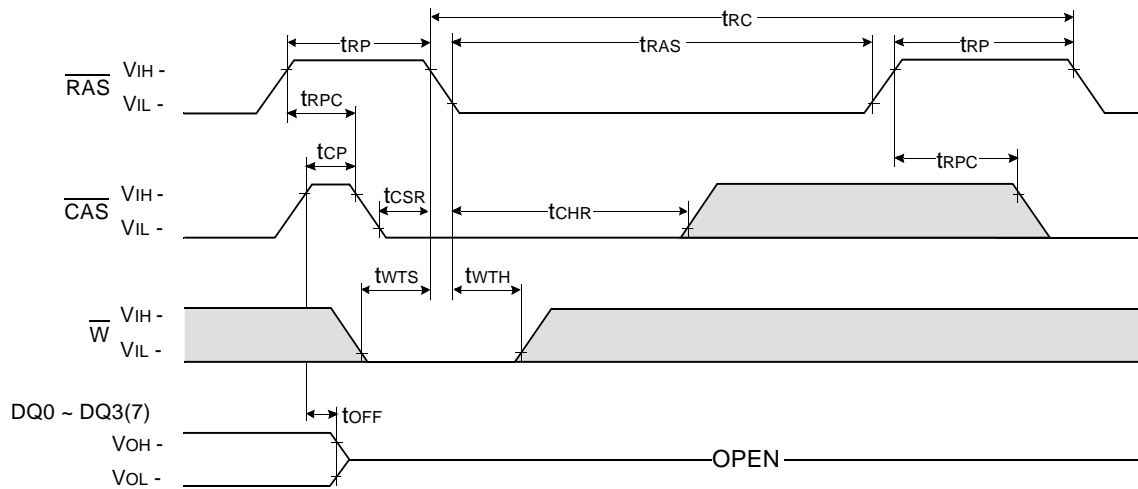 tRC
tRP
tRAS
tRP
RAS
VIH -
VIL -
tRPC
tCP
tRPC
CAS
VIH -
VIL -
tCSR
tCHR
tWTS
tWTH
W
VIH -
VIL -
DQ0 ~ DQ3(7)
tOFF
VOH -
VOL -
OPEN